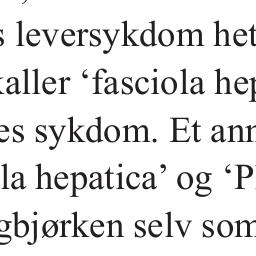 s leversykdom het
kaller ‘fasciola hep
es sykdom. Et ann
la hepatica’ og ‘P
gbjørken selv som